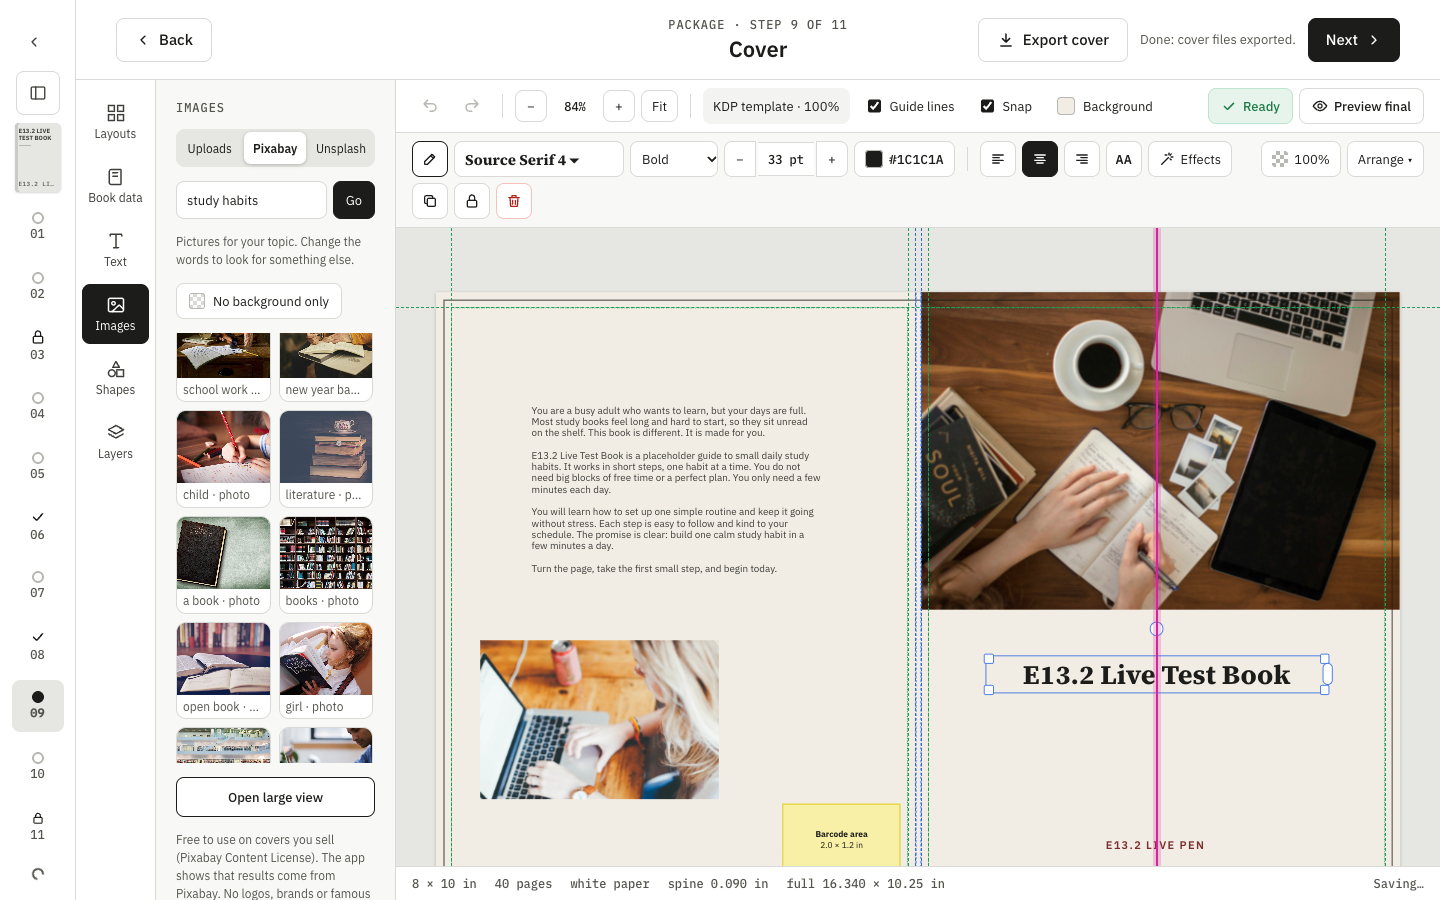 PACKAGE · STEP 9 OF 11
Back
Cover
Export cover
Done: cover files exported.
Next
E13.2 LIVE
TEST BOOK
E13.2 LI…
01
02
03
04
05
06
07
08
09
10
11
Layouts
Book data
Text
Images
Shapes
Layers
IMAGES
Uploads
Pixabay
Unsplash
study habits
Go
Pictures for your topic. Change the
words to look for something else.
No background only
school work ...
new year ba...
child · photo
literature · p...
a book · photo
books · photo
open book · ...
girl · photo
Open large view
Free to use on covers you sell
(Pixabay Content License). The app
shows that results come from
Pixabay. No logos, brands or famous
84%
Fit
KDP template · 100%
Guide lines
Snap
Background
Ready
Preview final
Source Serif 4
Bold
33 pt
#1C1C1A
AA
Effects
100%
Arrange
You are a busy adult who wants to learn, but your days are full.
Most study books feel long and hard to start, so they sit unread
on the shelf. This book is different. It is made for you.
E13.2 Live Test Book is a placeholder guide to small daily study
habits. It works in short steps, one habit at a time. You do not
need big blocks of free time or a perfect plan. You only need a few
minutes each day.
You will learn how to set up one simple routine and keep it going
without stress. Each step is easy to follow and kind to your
schedule. The promise is clear: build one calm study habit in a
few minutes a day.
Turn the page, take the first small step, and begin today.
SOUL
E13.2 Live Test Book
Barcode area
2.0 × 1.2 in
E13.2 LIVE PEN
8 × 10 in 40 pages white paper spine 0.090 in full 16.340 × 10.25 in
Saving…